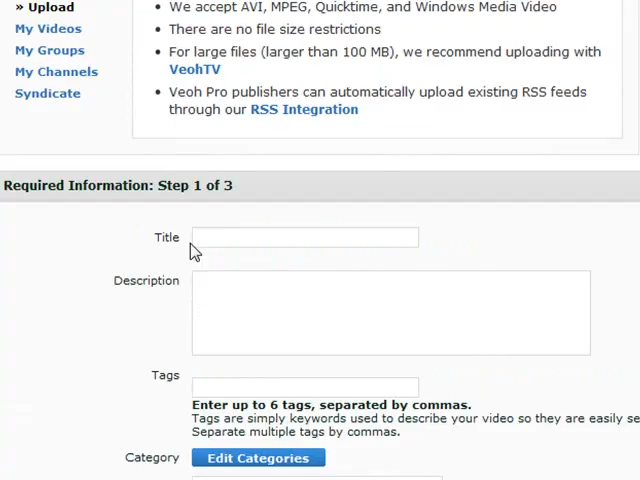 » Upload
My Videos
My Groups
My Channels
Syndicate
• We accept AVI, MPEG, Quicktime, and Windows Media Video
• There are no file size restrictions
• For large files (larger than 100 MB), we recommend uploading with
VeohTV
• Veoh Pro publishers can automatically upload existing RSS feeds
through our RSS Integration
Required Information: Step 1 of 3
Title
Description
Tags
Enter up to 6 tags, separated by commas.
Tags are simply keywords used to describe your video so they are easily
Separate multiple tags by commas.
Category
Edit Categories